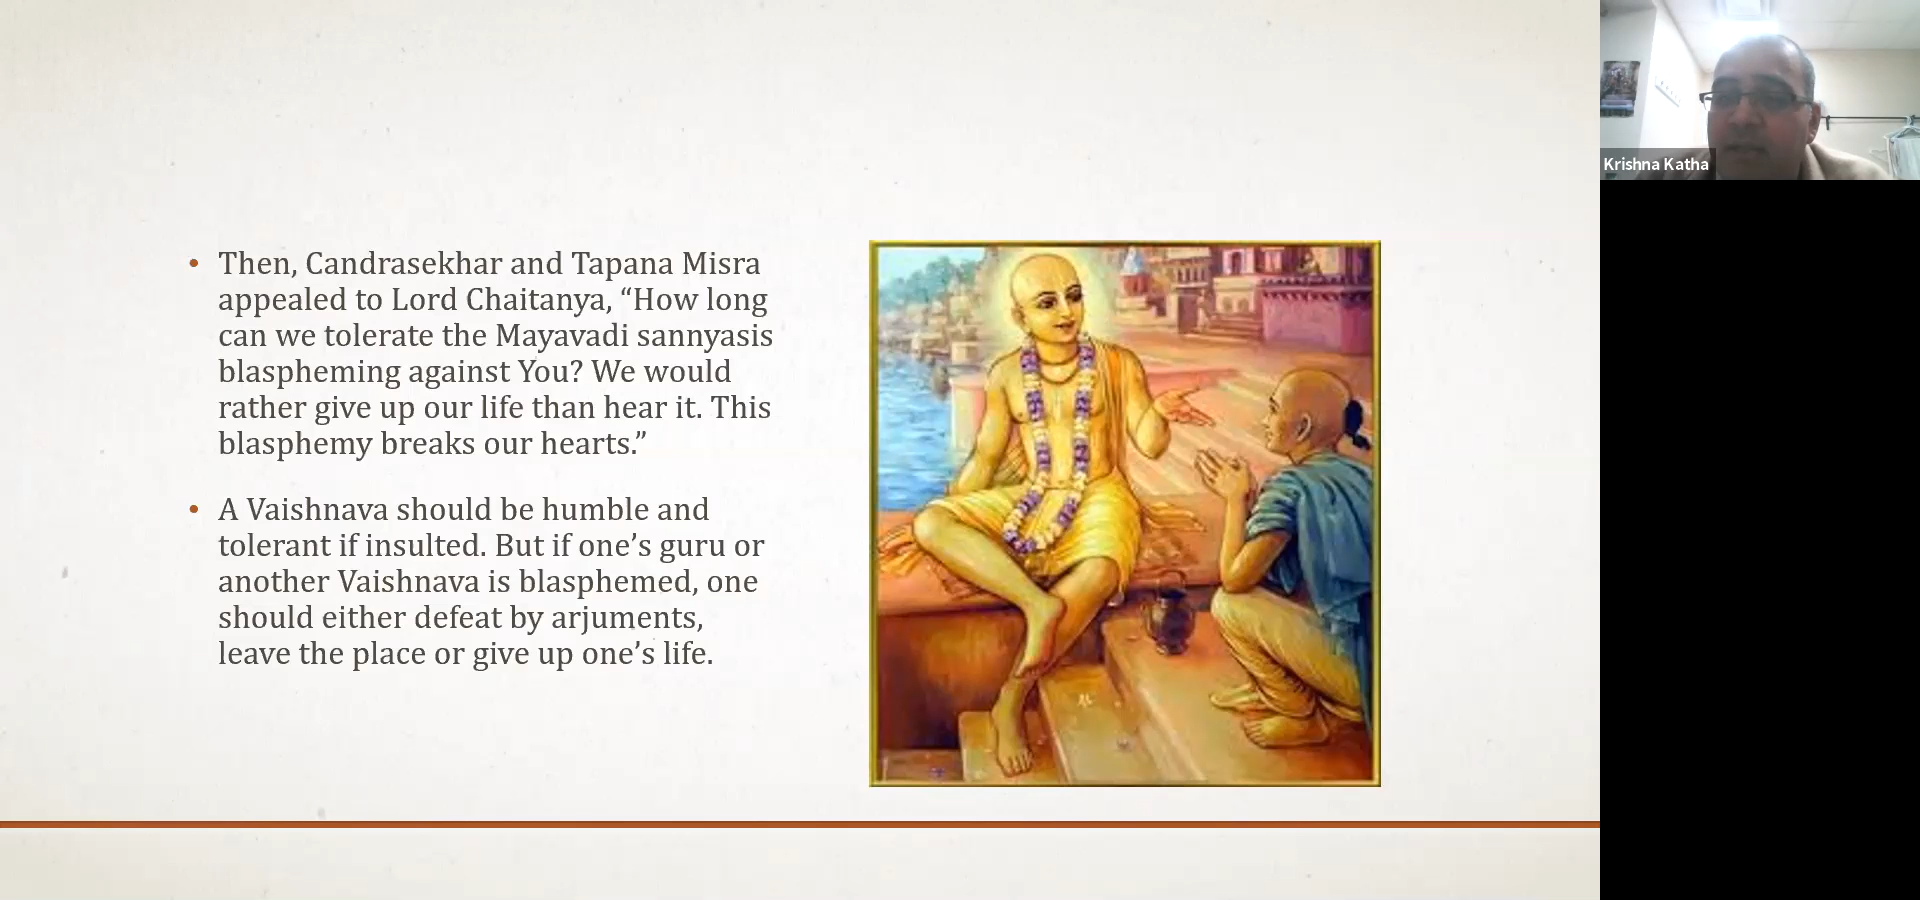 • Then, Candrasekhar and Tapana Misra
appealed to Lord Chaitanya, “How long
can we tolerate the Mayavadi sannyasis
blaspheming against You? We would
rather give up our life than hear it. This
blasphemy breaks our hearts.”
• A Vaishnava should be humble and
tolerant if insulted. But if one’s guru or
another Vaishnava is blasphemed, one
should either defeat by arjuments,
leave the place or give up one’s life.
Krishna Katha